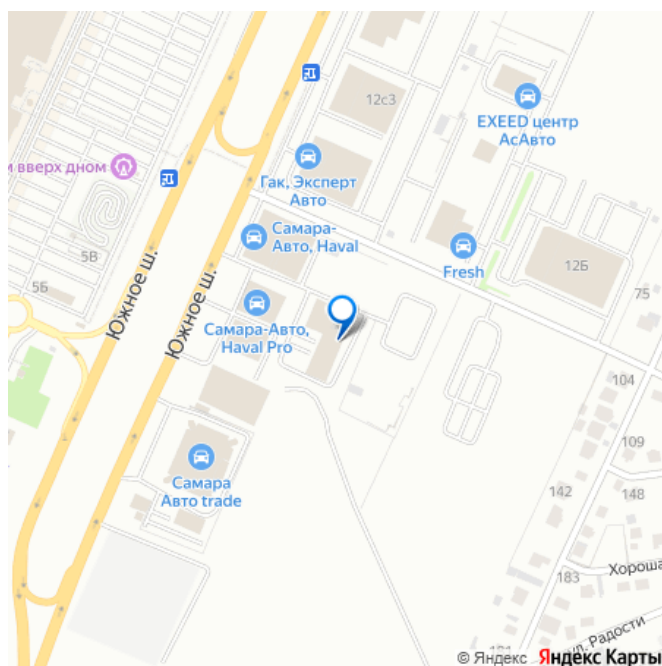 12с3
EXEED центр
АсАвто
м вверх дном
Гак, Эксперт
Авто
Самара-
Авто, Haval
Fresh
12Б
75
5В
5Б
Южное ш.
Южное ш.
Самара-Авто,
Haval Pro
104
109
Самара
Авто trade
142
148
183
Хороша
ул. Радости
© Яндекс Яндекс Карты